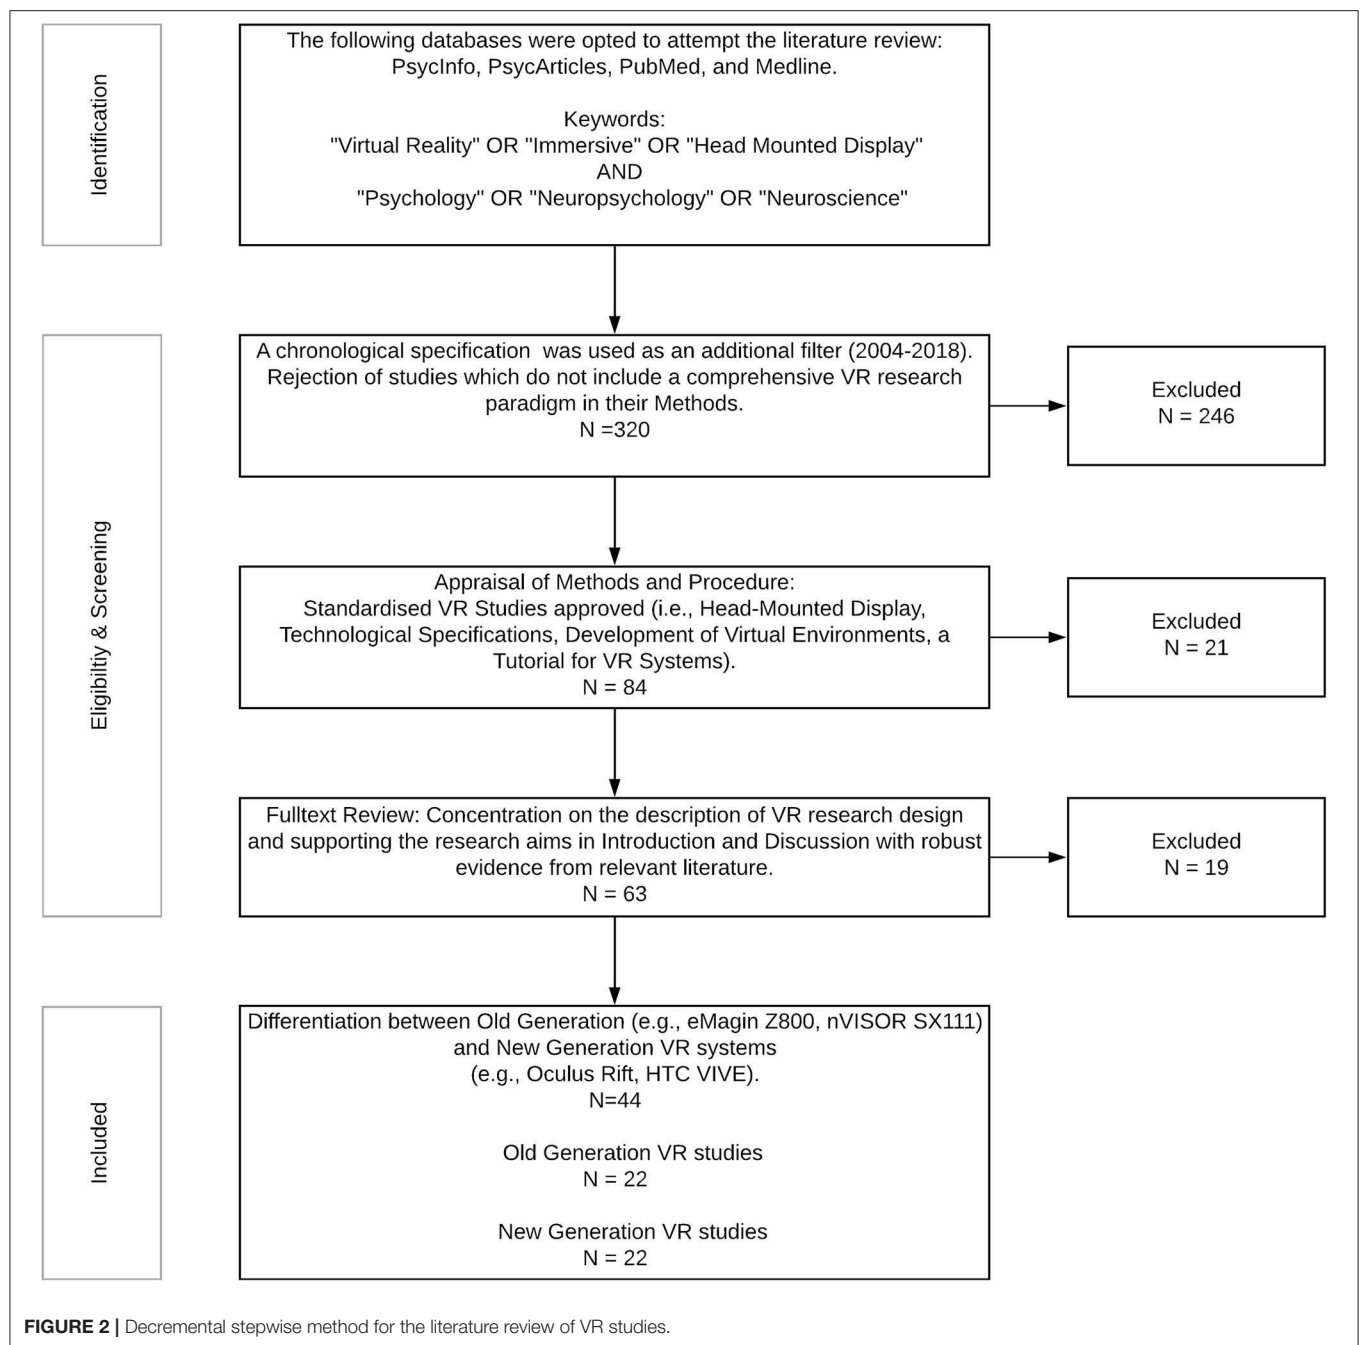 Identification
The following databases were opted to attempt the literature review:
PsycInfo, PsycArticles, PubMed, and Medline.
Keywords:
"Virtual Reality" OR "Immersive" OR "Head Mounted Display"
AND
"Psychology" OR "Neuropsychology" OR "Neuroscience"
Eligibiltiy & Screening
A chronological specification was used as an additional filter (2004-2018).
Rejection of studies which do not include a comprehensive VR research
paradigm in their Methods.
N =320
Excluded
N = 246
Appraisal of Methods and Procedure:
Standardised VR Studies approved (i.e., Head-Mounted Display,
Technological Specifications, Development of Virtual Environments, a
Tutorial for VR Systems).
N = 84
Excluded
N = 21
Fulltext Review: Concentration on the description of VR research design
and supporting the research aims in Introduction and Discussion with robust
evidence from relevant literature.
N = 63
Excluded
N = 19
Included
Differentiation between Old Generation (e.g., eMagin Z800, nVISOR SX111)
and New Generation VR systems
(e.g., Oculus Rift, HTC VIVE).
N=44
Old Generation VR studies
N = 22
New Generation VR studies
N = 22
FIGURE 2 | Decremental stepwise method for the literature review of VR studies.